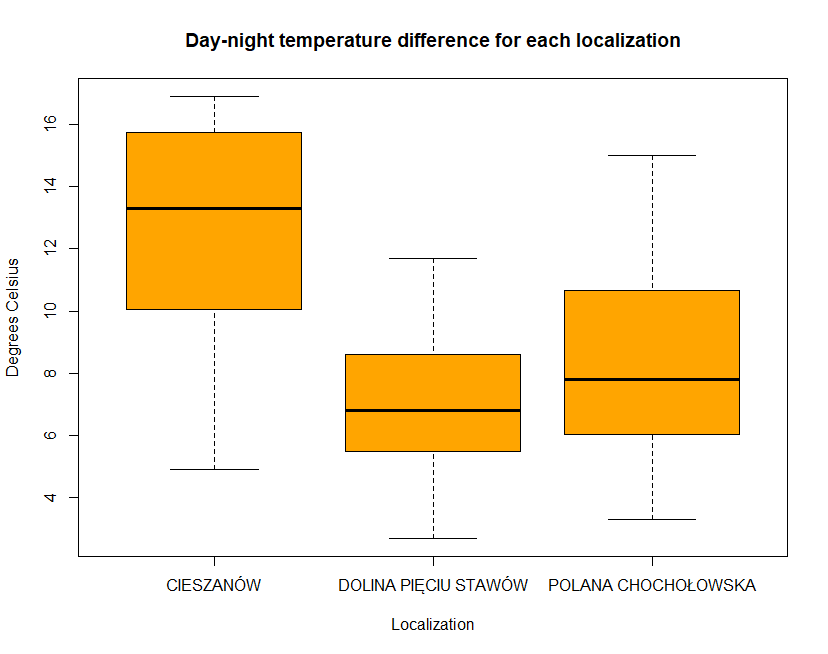 Day-night temperature difference for each localization
Degrees Celsius
16
14
12
10
8
6
4
CIESZANÓW DOLINA PIĘCIU STAWÓW POLANA CHOCHOŁOWSKA
Localization